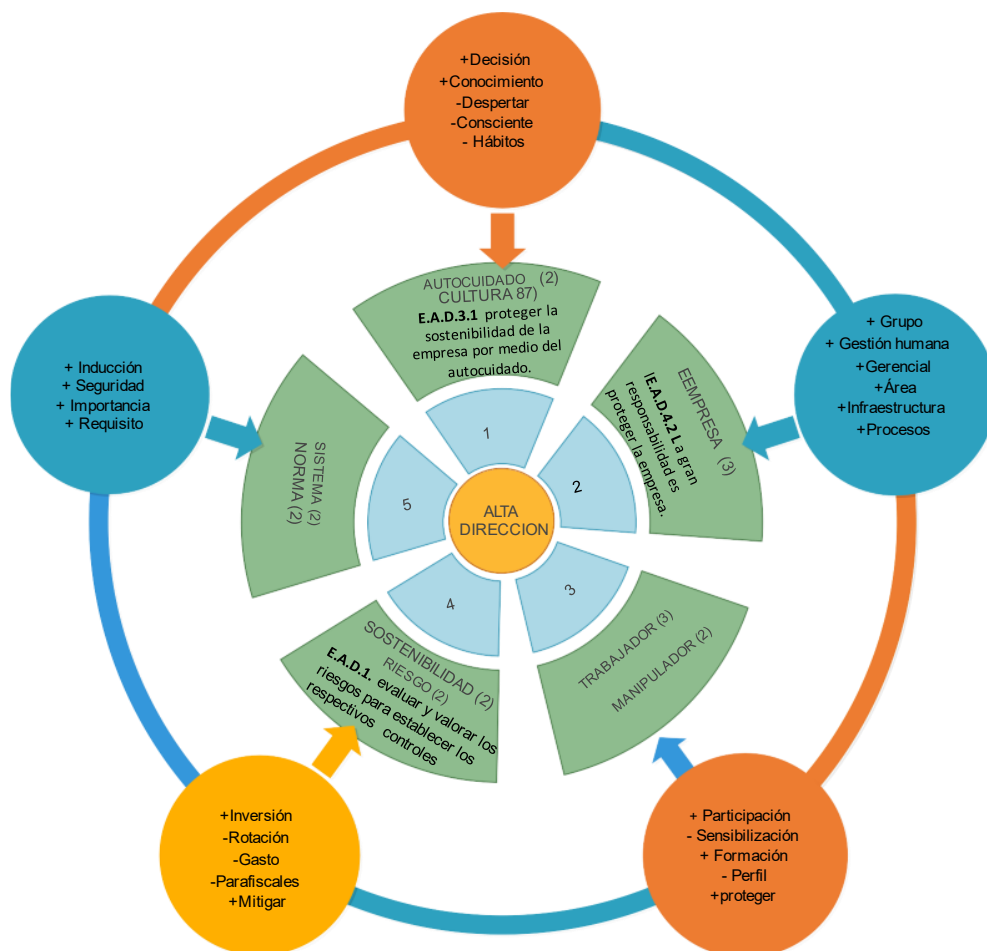 +Decisión
+Conocimiento
-Despertar
-Consciente
- Hábitos
AUTOCUIDADO (2)
CULTURA 87)
E.A.D.3.1 proteger la
sostenibilidad de la
empresa por medio del
autocuidado.
+ Grupo
+ Gestión humana
+Gerencial
+Área
+Infraestructura
+Procesos
EEMPRESA (3)
IE.A.D.4.2 L a gran
responsabilidad es
proteger la empresa.
+ Inducción
+ Seguridad
+ Importancia
+ Requisito
SISTEMA (2)
NORMA (2)
1
2
3
4
5
ALTA
DIRECCION
TRABAJADOR (3)
MANIPULADOR (2)
SOSTENIBILIDAD (2)
RIESGO (2)
E.A.D.1. evaluar y valorar los
riesgos para establecer los
respectivos controles
+Inversión
-Rotación
-Gasto
-Parafiscales
+Mitigar
+ Participación
- Sensibilización
+ Formación
- Perfil
+proteger